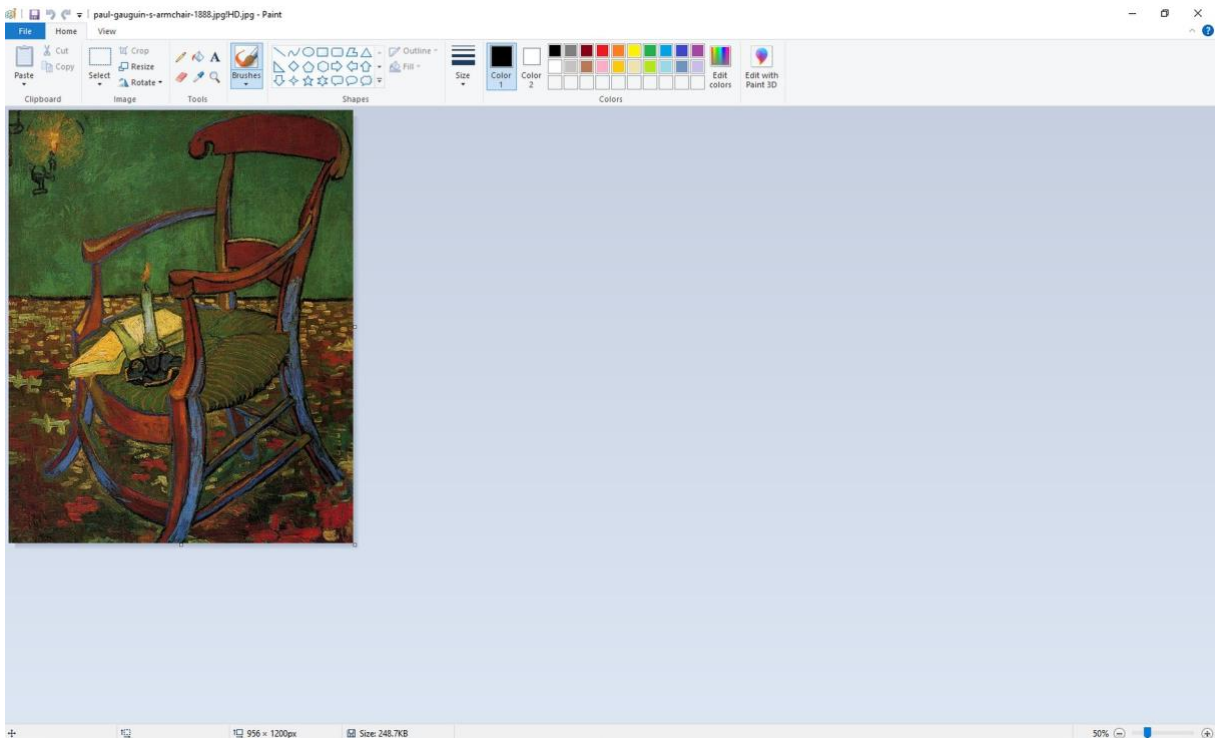 paul-gauguin-s-armchair-1888.jpg!HD.jpg - Paint
File Home View
Paste
Cut
Copy
Clipboard
Select
Crop
Resize
Rotate
Image
A
Tools
Brushes
Outline
Fill
Shapes
Size
Color 1
Color 2
Edit colors
Colors
Edit with Paint 3D
956 × 1200px
Size: 248.7KB
50%